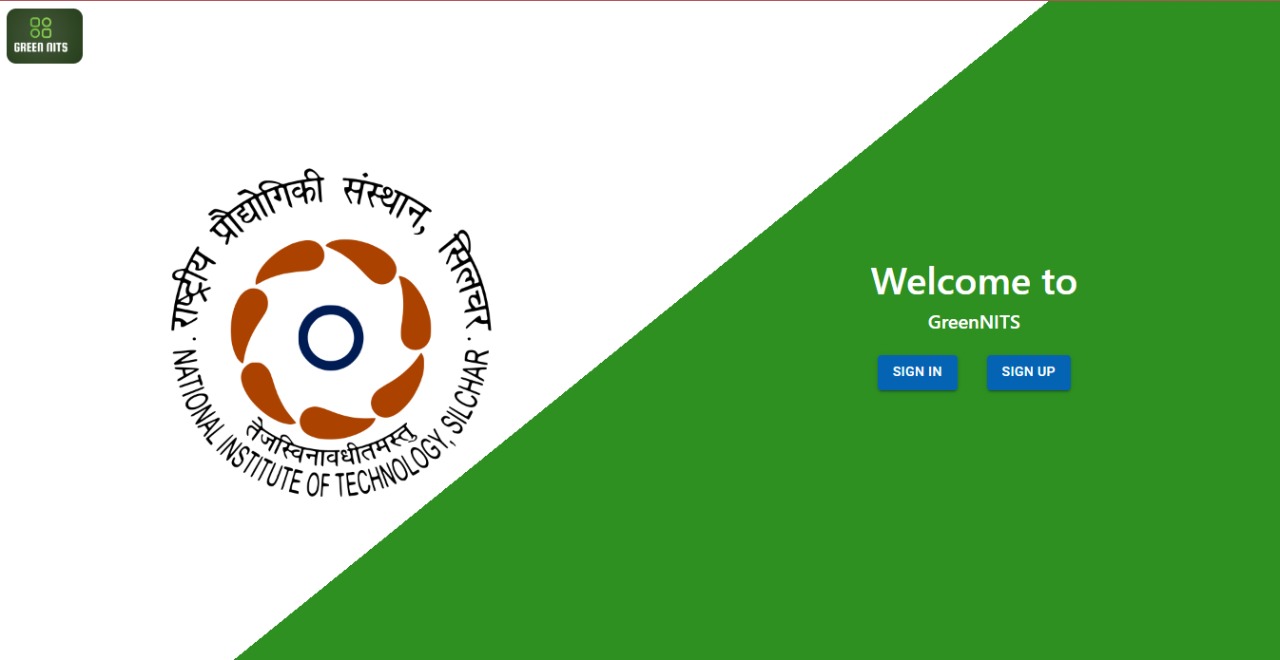 GREEN NITS
राष्ट्रीय प्रौद्योगिकी संस्थान, सिलचर
तेजस्विनावधीतमस्तु
· NATIONAL INSTITUTE OF TECHNOLOGY, SILCHAR ·
Welcome to
GreenNITS
SIGN IN
SIGN UP